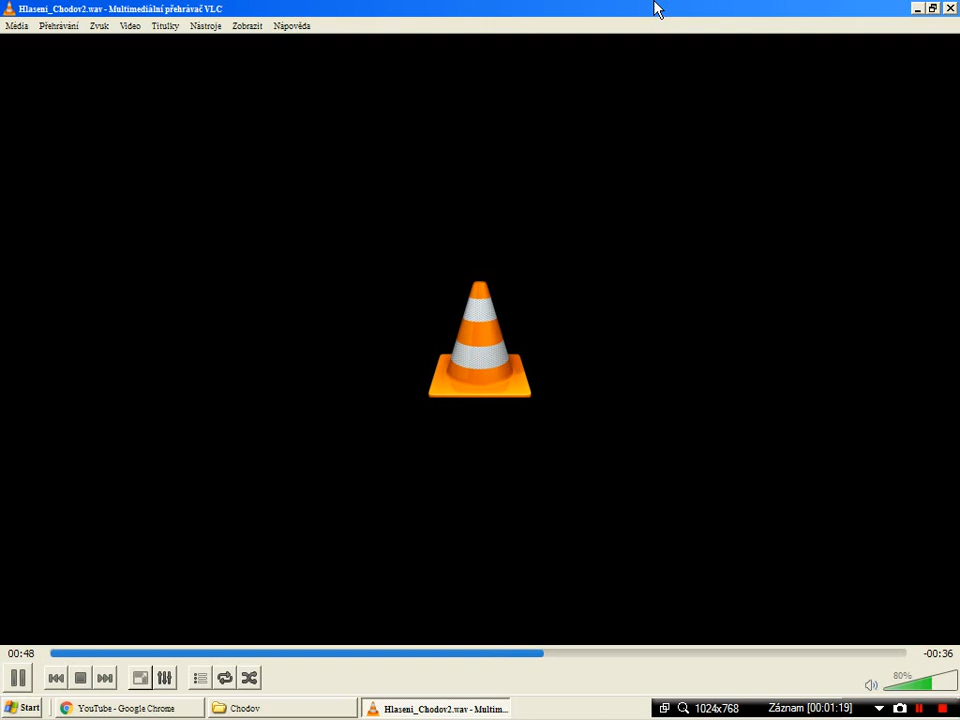 Hlaseni_Chodov2.wav - Multimediální přehrávač VLC
Média Přehrávání Zvuk Video Titulky Nástroje Zobrazit Nápověda
00:48 -00:36
80%
Start YouTube - Google Chrome Chodov Hlaseni_Chodov2.wav - Multim... 1024x768 Záznam [00:01:19]